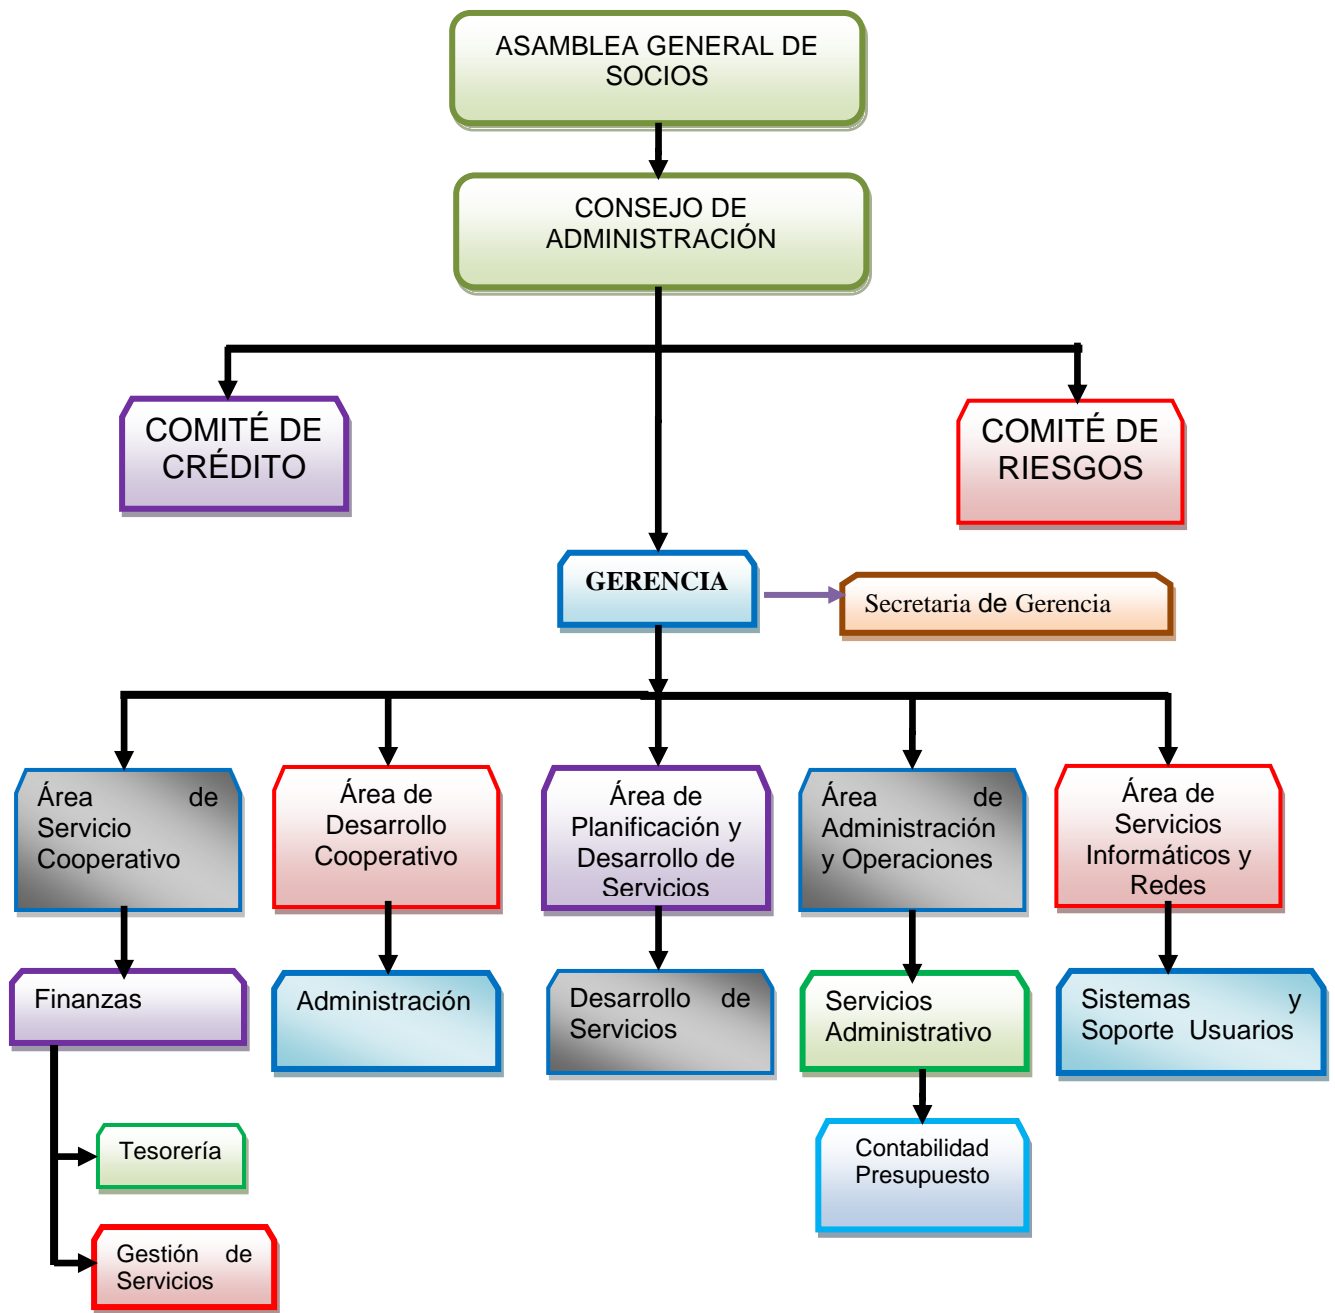 ASAMBLEA GENERAL DE
SOCIOS
CONSEJO DE
ADMINISTRACIÓN
COMITÉ DE
CRÉDITO
COMITÉ DE
RIESGOS
GERENCIA
Secretaria de Gerencia
Área de
Servicio
Cooperativo
Área de
Desarrollo
Cooperativo
Área de
Planificación y
Desarrollo de
Servicios
Área de
Administración
y Operaciones
Área de
Servicios
Informáticos y
Redes
Finanzas
Administración
Desarrollo de
Servicios
Servicios
Administrativo
Sistemas y
Soporte Usuarios
Tesorería
Contabilidad
Presupuesto
Gestión de
Servicios